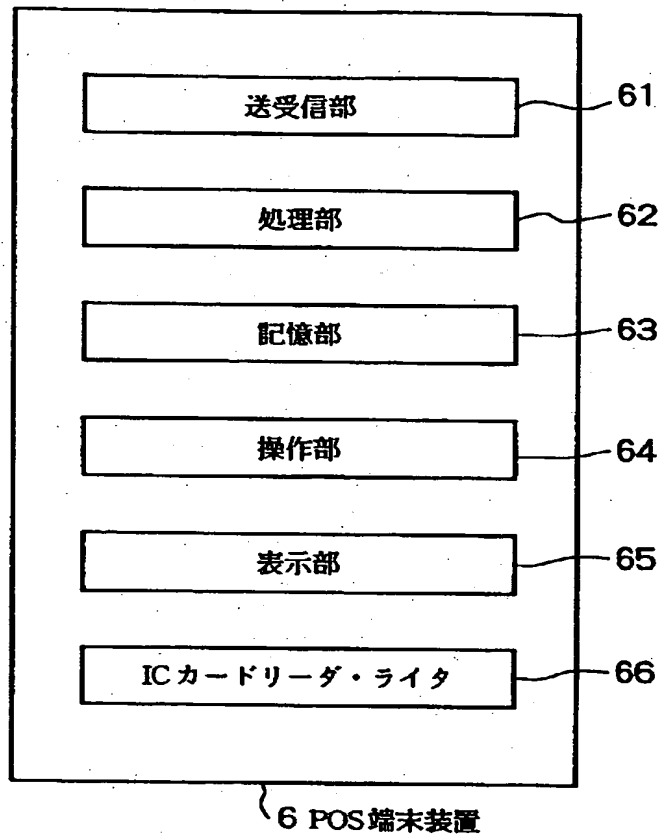 送受信部 61
処理部 62
記憶部 63
操作部 64
表示部 65
ICカードリーダ・ライタ 66
6 POS端末装置